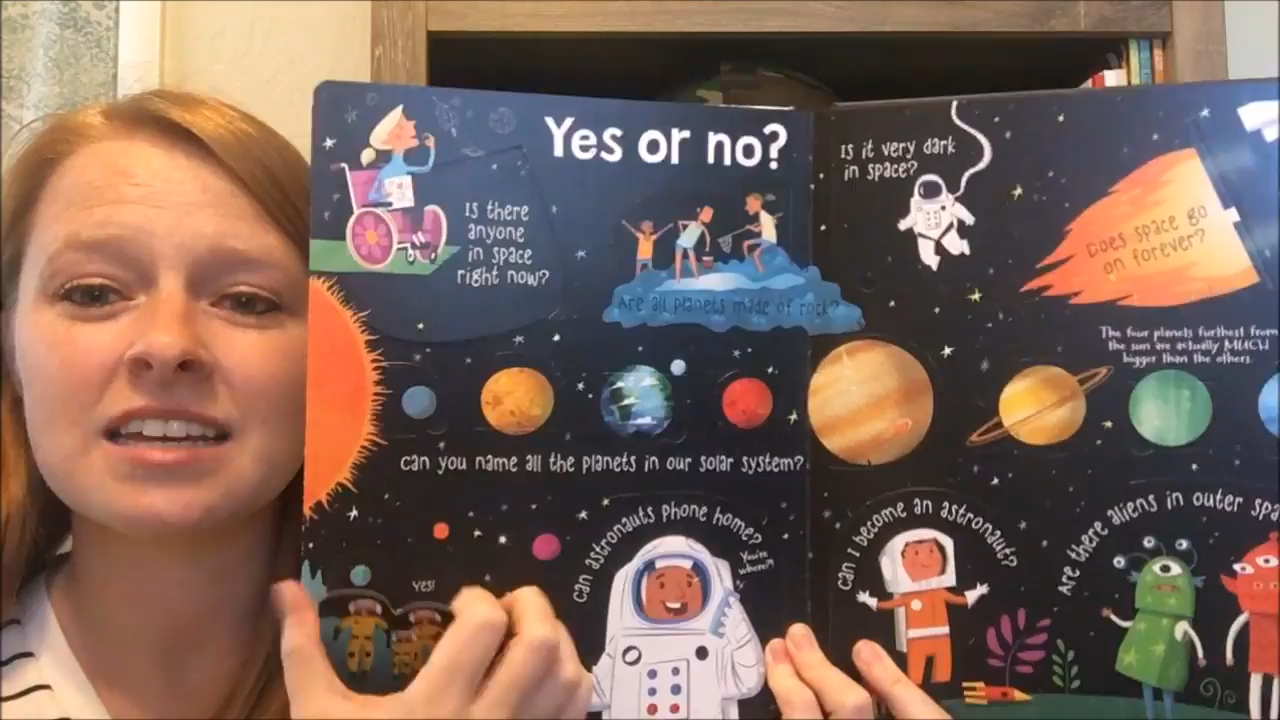 Yes or no?
Is there
anyone
in space
right now?
Are all planets made of rock?
Is it very dark
in space?
Does space go
on forever?
The four planets furthest from
the sun are actually MUCH
bigger than the others.
can you name all the planets in our solar system?
can astronauts phone home?
You're
where?!
can I become an astronaut?
Are there aliens in outer spa
YES!